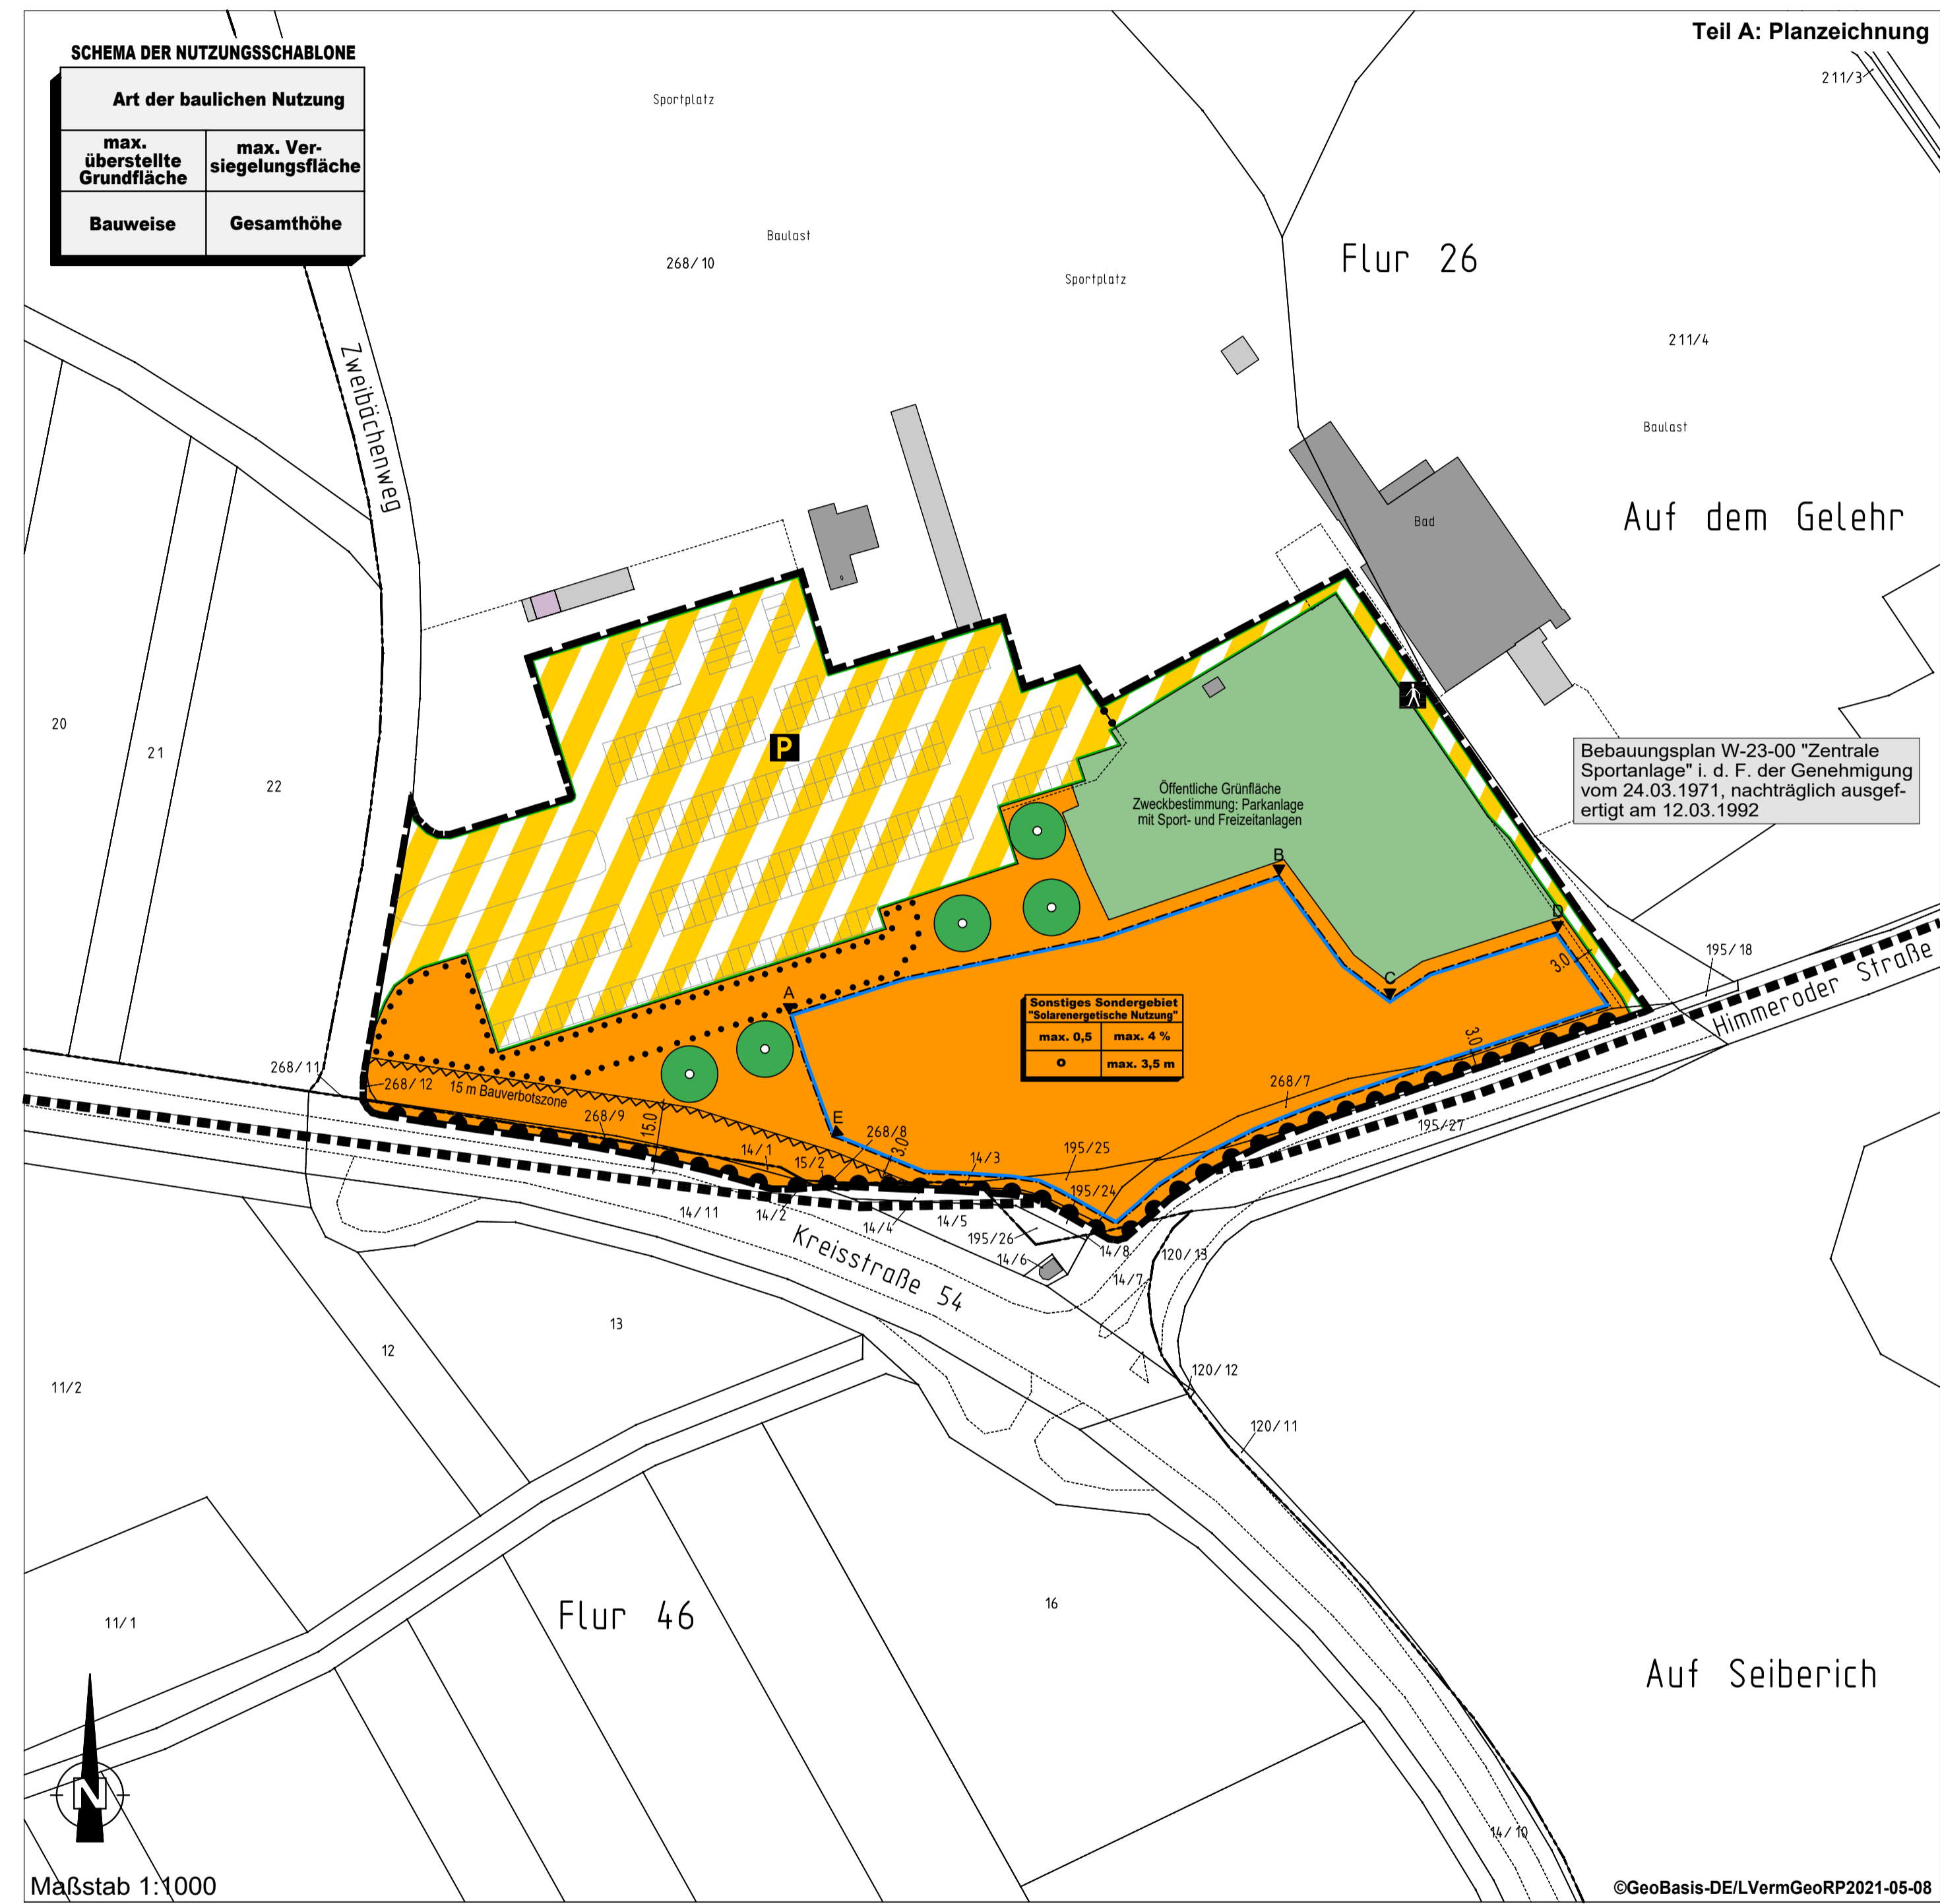 Teil A: Planzeichnung
SCHEMA DER NUTZUNGSSCHABLONE
Art der baulichen Nutzung
max.
überstellte
Grundfläche
max. Ver-
siegelungsfläche
Bauweise
Gesamthöhe
211/3
Sportplatz
Baulast
268/10
Sportplatz
Flur 26
211/4
Baulast
Zweibächenweg
Auf dem Gelehr
Bad
20
21
22
P
Bebauungsplan W-23-00 "Zentrale
Sportanlage" i. d. F. der Genehmigung
vom 24.03.1971, nachträglich ausgef-
ertigt am 12.03.1992
Öffentliche Grünfläche
Zweckbestimmung: Parkanlage
mit Sport- und Freizeitanlagen
B
D
C
A
E
3.0
195/18
Himmeroder Straße
Sonstiges Sondergebiet
"Solarenergetische Nutzung"
max. 0,5
max. 4 %
o
max. 3,5 m
3.0
268/11
268/12
15 m Bauverbotszone
268/9
15.0
268/7
195/27
268/8
3.0
14/1
15/2
14/3
195/25
195/24
14/11
14/2
14/4
14/5
195/26
14/6
14/8
14/7
120/13
Kreisstraße 54
13
12
11/2
120/12
120/11
11/1
Flur 46
16
Auf Seiberich
N
14/10
Maßstab 1:1000
©GeoBasis-DE/LVermGeoRP2021-05-08